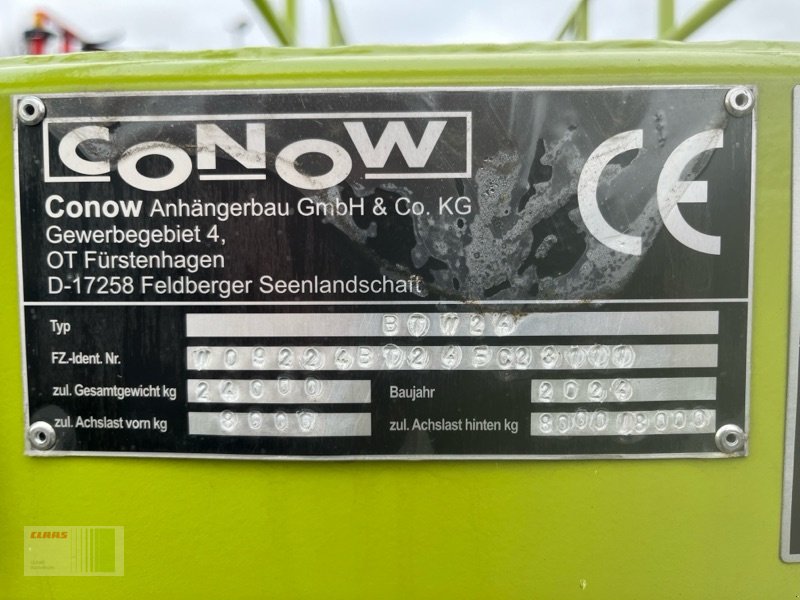 CONOW
Conow Anhängerbau GmbH & Co. KG
Gewerbegebiet 4,
OT Fürstenhagen
D-17258 Feldberger Seenlandschaft
CE
Typ
FZ.-Ident. Nr.
zul. Gesamtgewicht kg 24000 Baujahr 2024
zul. Achslast vorn kg 8000 zul. Achslast hinten kg
CLAAS